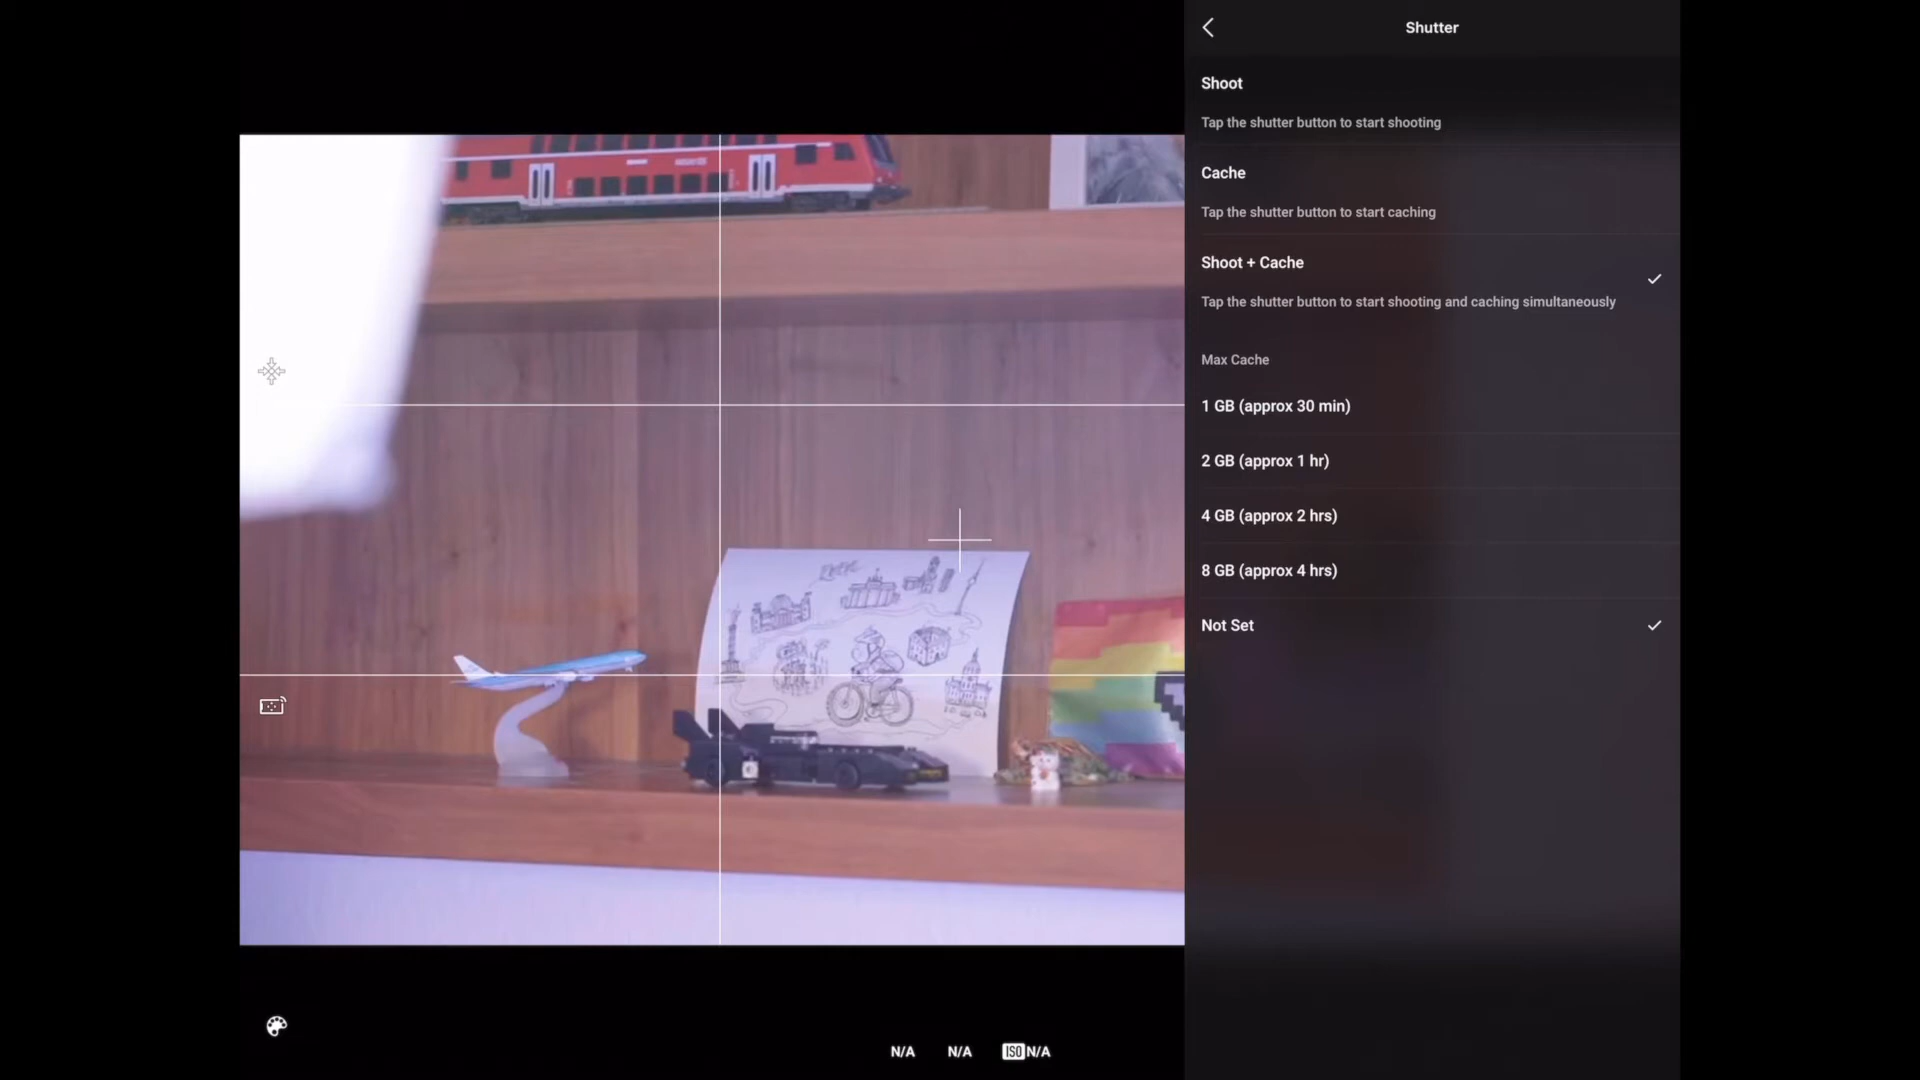 Shutter
Shoot
Tap the shutter button to start shooting
Cache
Tap the shutter button to start caching
Shoot + Cache
Tap the shutter button to start shooting and caching simultaneously
Max Cache
1 GB (approx 30 min)
2 GB (approx 1 hr)
4 GB (approx 2 hrs)
8 GB (approx 4 hrs)
Not Set
N/A N/A ISO N/A